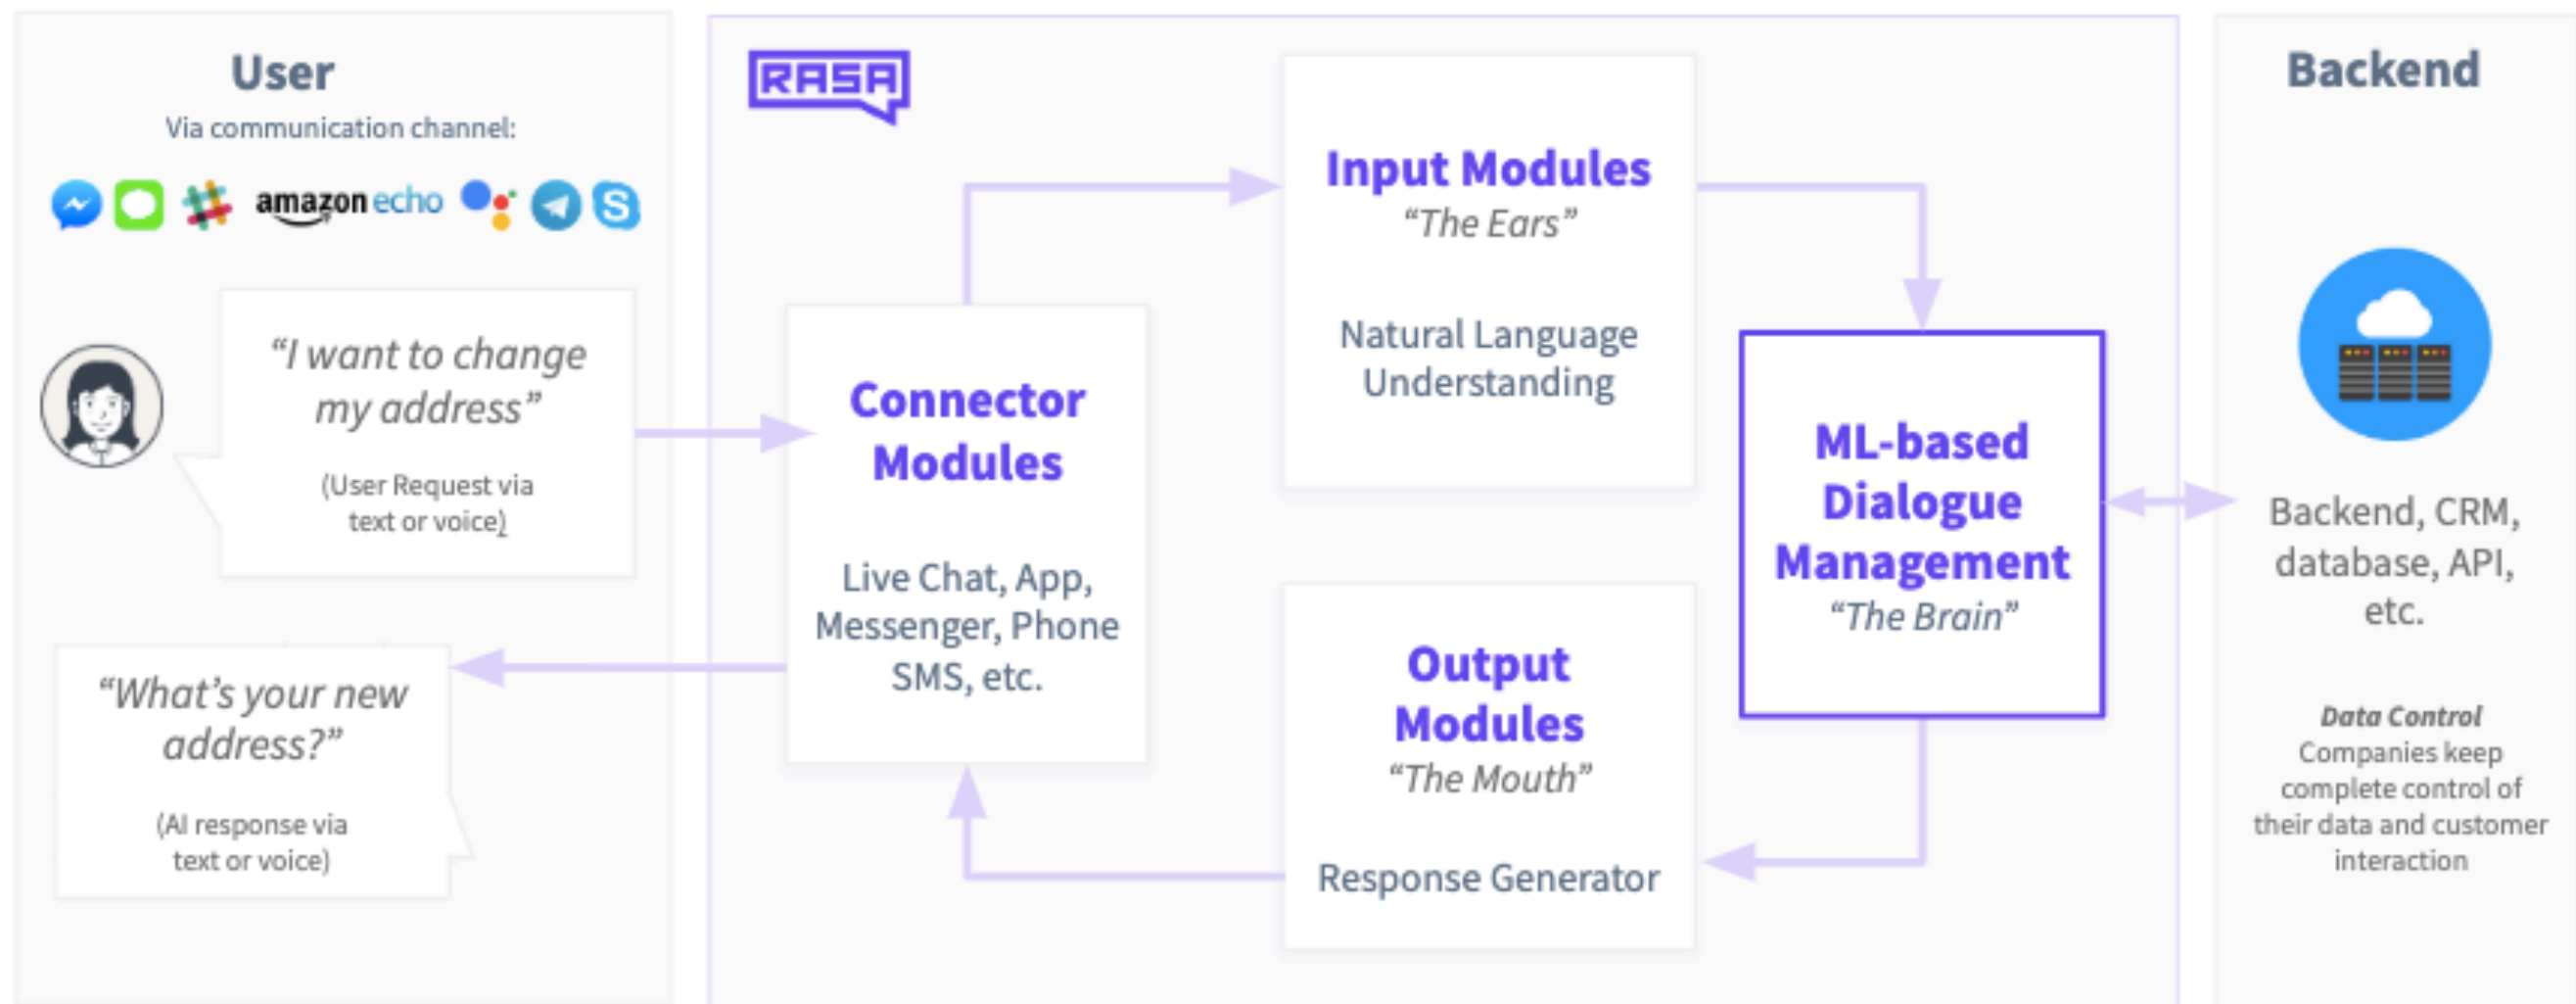 User
Via communication channel:
amazon echo
“I want to change
my address”
(User Request via
text or voice)
“What’s your new
address?”
(AI response via
text or voice)
RASA
Connector
Modules
Live Chat, App,
Messenger, Phone
SMS, etc.
Input Modules
“The Ears”
Natural Language
Understanding
ML-based
Dialogue
Management
“The Brain”
Output
Modules
“The Mouth”
Response Generator
Backend
Backend, CRM,
database, API,
etc.
Data Control
Companies keep
complete control of
their data and customer
interaction